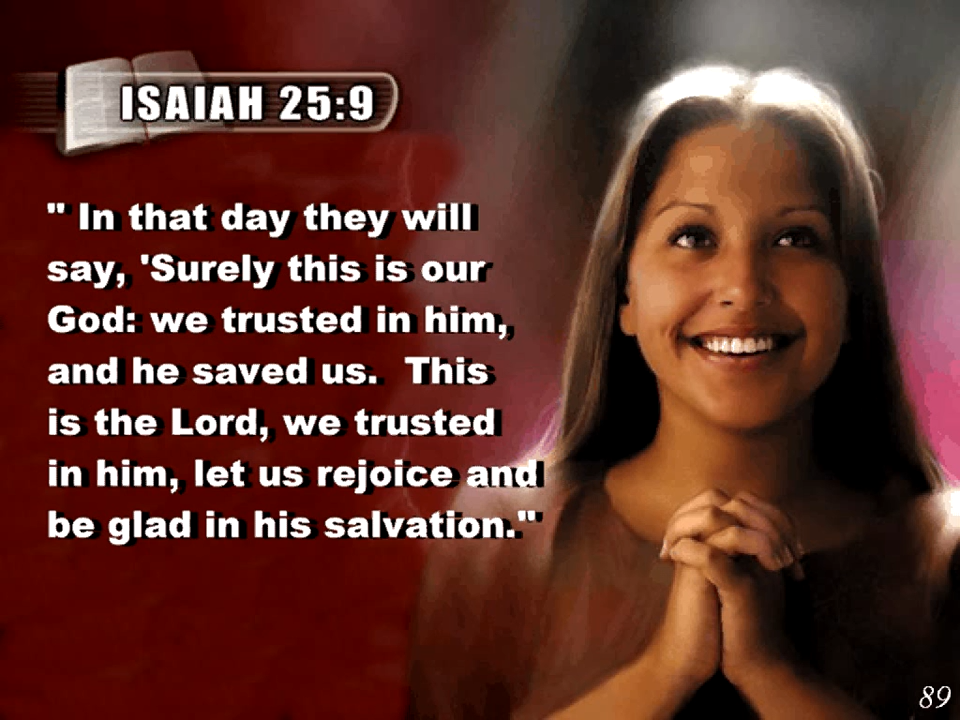 ISAIAH 25:9
" In that day they will
say, 'Surely this is our
God: we trusted in him,
and he saved us.  This
is the Lord, we trusted
in him, let us rejoice and
be glad in his salvation."
89